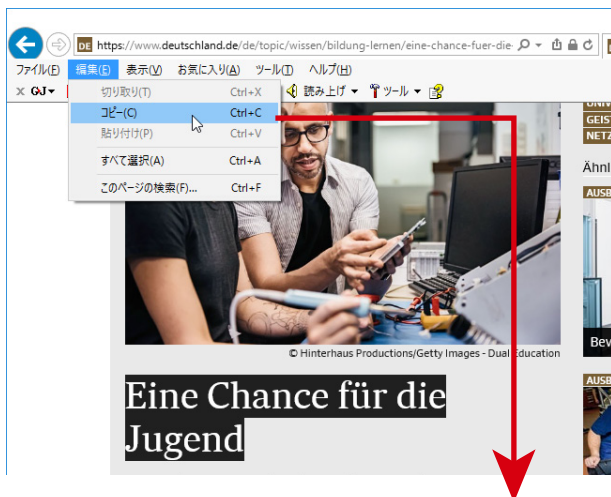 DE https://www.deutschland.de/de/topic/wissen/bildung-lernen/eine-chance-fuer-die-
ファイル(F) 編集(E) 表示(V) お気に入り(A) ツール(T) ヘルプ(H)
読み上げ ツール
切り取り(T) Ctrl+X
コピー(C) Ctrl+C
貼り付け(P) Ctrl+V
すべて選択(A) Ctrl+A
このページの検索(F)... Ctrl+F
GEIST
NETZ
Ähnl
AUSB
Bev
© Hinterhaus Productions/Getty Images - Dual Education
AUSB
Eine Chance für die
Jugend